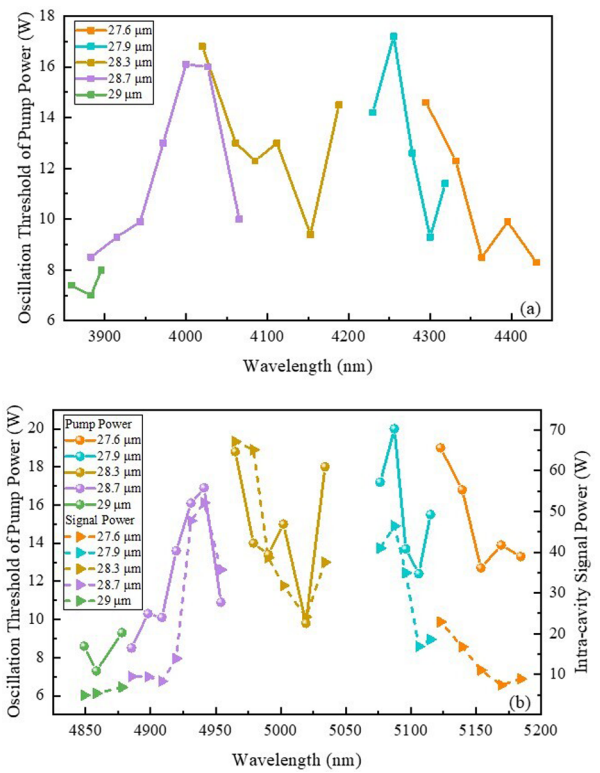 Oscillation Threshold of Pump Power (W)
18
16
14
12
10
8
6
27.6 μm
27.9 μm
28.3 μm
28.7 μm
29 μm
(a)
3900 4000 4100 4200 4300 4400
Wavelength (nm)
Oscillation Threshold of Pump Power (W)
20
18
16
14
12
10
8
6
Pump Power
27.6 μm
27.9 μm
28.3 μm
28.7 μm
29 μm
Signal Power
27.6 μm
27.9 μm
28.3 μm
28.7 μm
29 μm
70
60
50
40
30
20
10
Intra-cavity Signal Power (W)
(b)
4850 4900 4950 5000 5050 5100 5150 5200
Wavelength (nm)